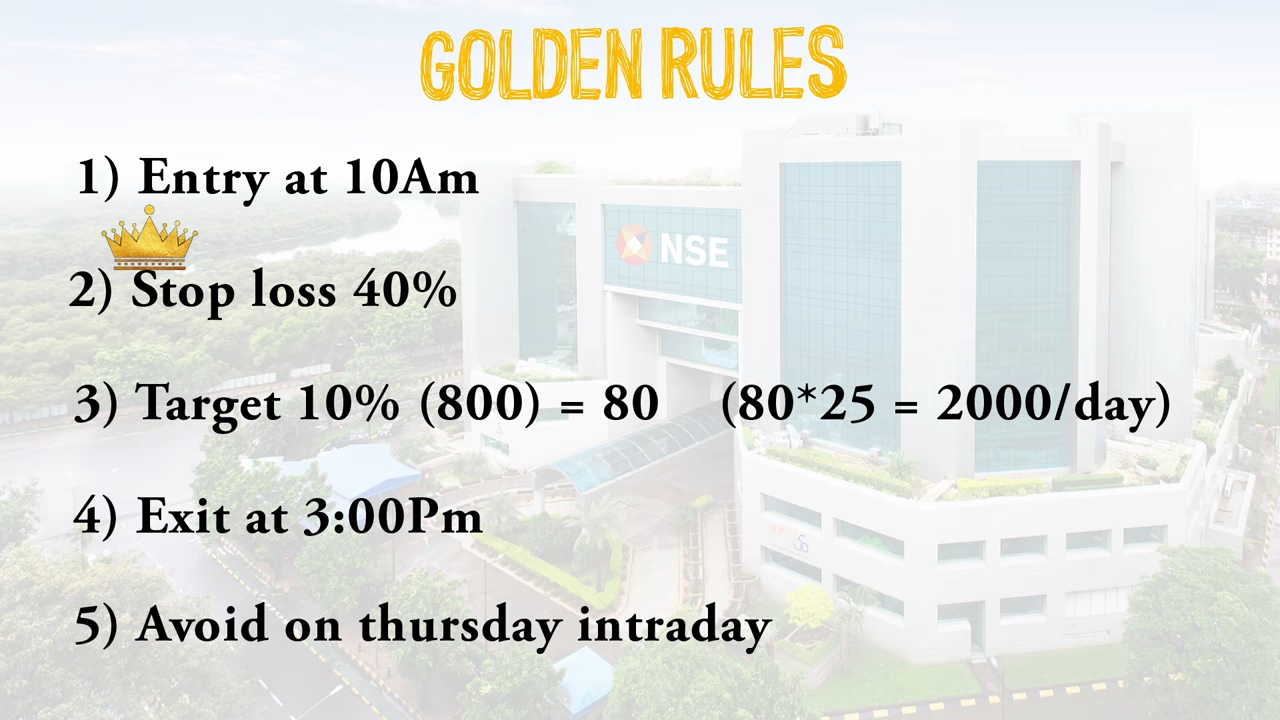 GOLDEN RULES
1) Entry at 10Am
NSE
2) Stop loss 40%
3) Target 10% (800) = 80 (80*25 = 2000/day)
4) Exit at 3:00Pm
5) Avoid on thursday intraday